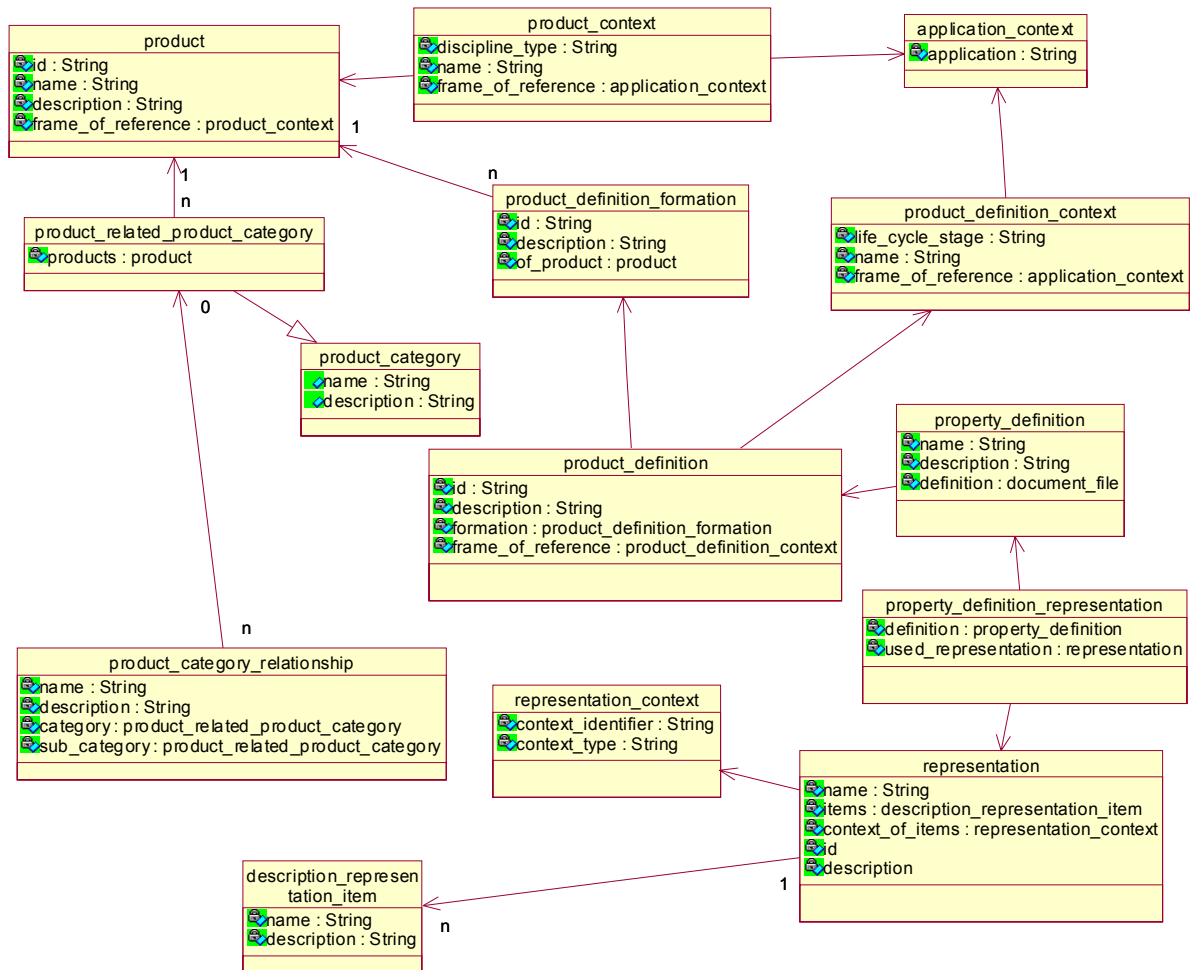 product
id : String
name : String
description : String
frame_of_reference : product_context
product_context
discipline_type : String
name : String
frame_of_reference : application_context
application_context
application : String
1
1
n
n
product_related_product_category
products : product
0
product_definition_formation
id : String
description : String
of_product : product
product_definition_context
life_cycle_stage : String
name : String
frame_of_reference : application_context
product_category
name : String
description : String
product_definition
id : String
description : String
formation : product_definition_formation
frame_of_reference : product_definition_context
property_definition
name : String
description : String
definition : document_file
property_definition_representation
definition : property_definition
used_representation : representation
n
product_category_relationship
name : String
description : String
category : product_related_product_category
sub_category : product_related_product_category
representation_context
context_identifier : String
context_type : String
representation
name : String
items : description_representation_item
context_of_items : representation_context
id
description
1
n
description_represen
tation_item
name : String
description : String